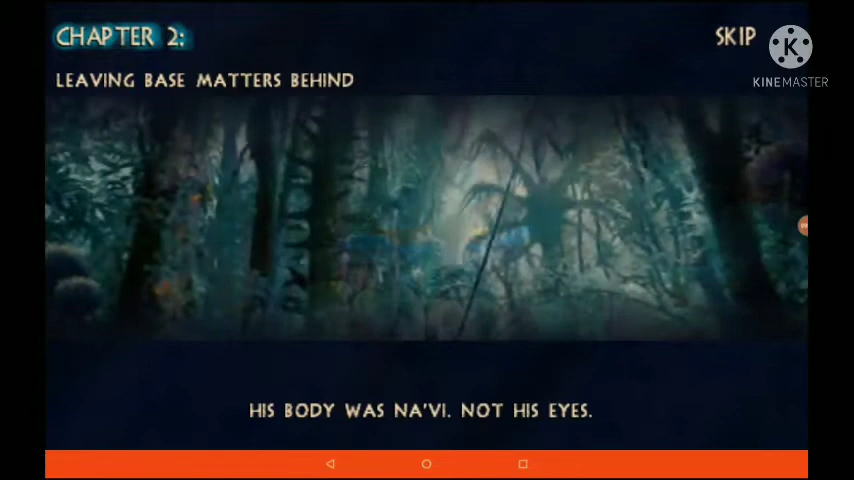 CHAPTER 2:
SKIP
K
KINEMASTER
LEAVING BASE MATTERS BEHIND
HIS BODY WAS NA'VI. NOT HIS EYES.